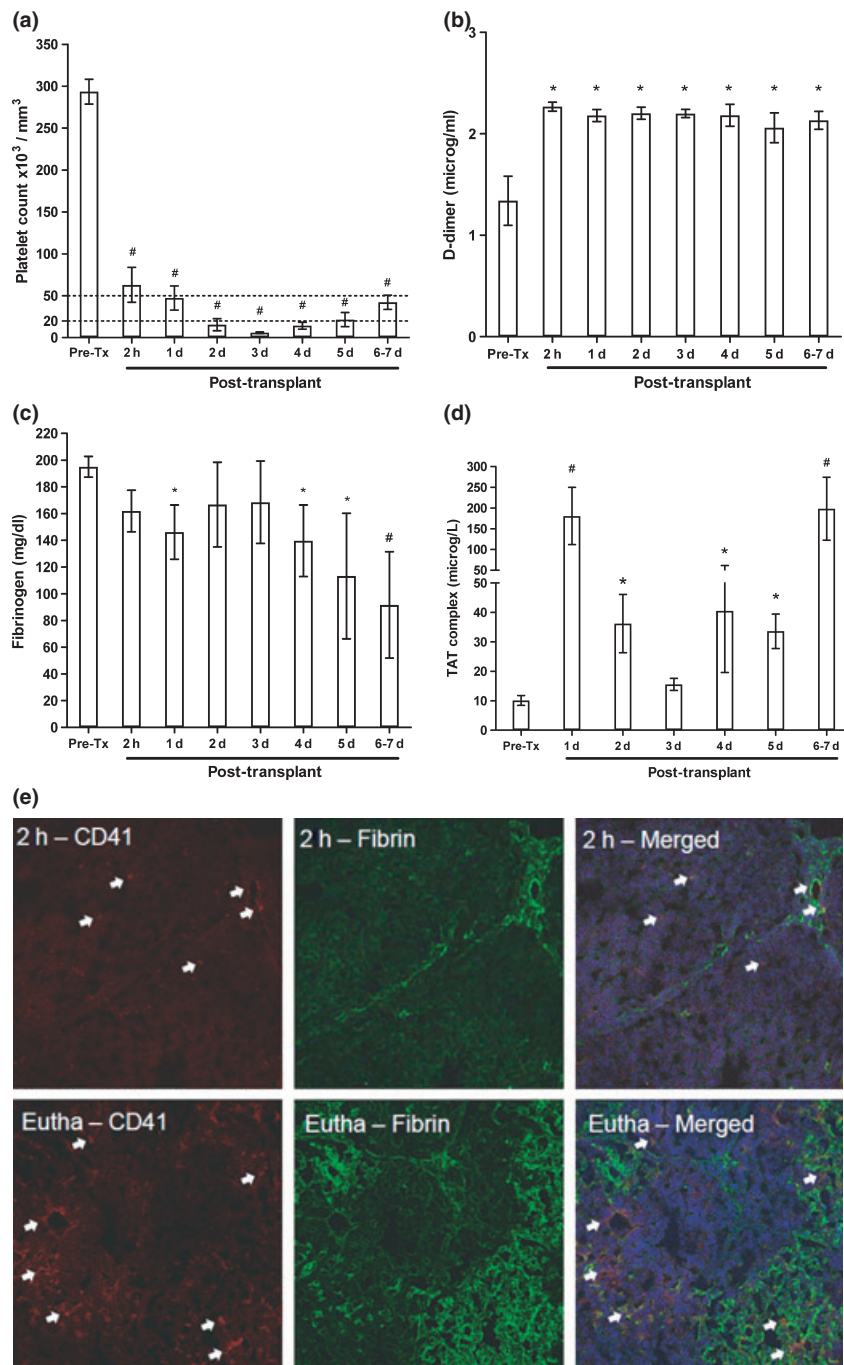 (a)
350
300
250
200
150
100
50
20
0
Platelet count x10³ / mm³
# # # # # # #
Pre-Tx 2 h 1 d 2 d 3 d 4 d 5 d 6-7 d
Post-transplant
(b)
3
2
1
0
D-dimer (microg/ml)
* * * * * * *
Pre-Tx 2 h 1 d 2 d 3 d 4 d 5 d 6-7 d
Post-transplant
(c)
220
200
180
160
140
120
100
80
60
40
20
0
Fibrinogen (mg/dl)
* * * #
Pre-Tx 2 h 1 d 2 d 3 d 4 d 5 d 6-7 d
Post-transplant
(d)
300
250
200
150
100
50
50
40
30
20
10
0
TAT complex (microg/L)
# * * * #
Pre-Tx 1 d 2 d 3 d 4 d 5 d 6-7 d
Post-transplant
(e)
2 h – CD41
2 h – Fibrin
2 h – Merged
Eutha – CD41
Eutha – Fibrin
Eutha – Merged